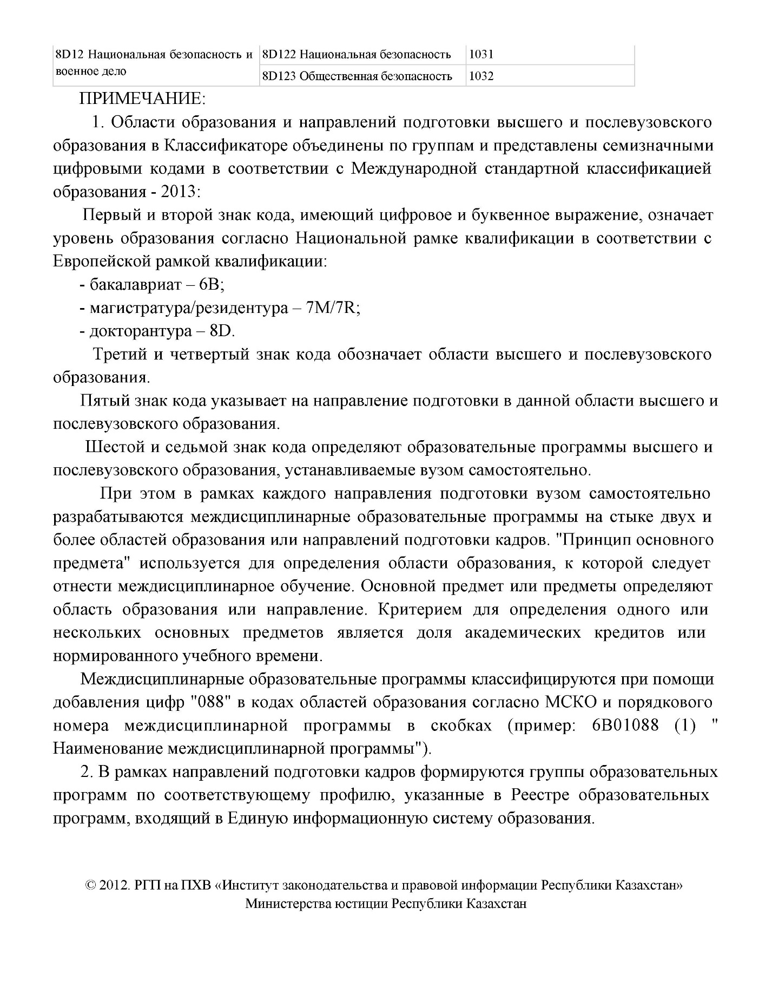 8D12 Национальная безопасность и военное дело
8D122 Национальная безопасность
1031
8D123 Общественная безопасность
1032
ПРИМЕЧАНИЕ:
1. Области образования и направлений подготовки высшего и послевузовского
образования в Классификаторе объединены по группам и представлены семизначными
цифровыми кодами в соответствии с Международной стандартной классификацией
образования - 2013:
Первый и второй знак кода, имеющий цифровое и буквенное выражение, означает
уровень образования согласно Национальной рамке квалификации в соответствии с
Европейской рамкой квалификации:
- бакалавриат – 6В;
- магистратура/резидентура – 7М/7R;
- докторантура – 8D.
Третий и четвертый знак кода обозначает области высшего и послевузовского
образования.
Пятый знак кода указывает на направление подготовки в данной области высшего и
послевузовского образования.
Шестой и седьмой знак кода определяют образовательные программы высшего и
послевузовского образования, устанавливаемые вузом самостоятельно.
При этом в рамках каждого направления подготовки вузом самостоятельно
разрабатываются междисциплинарные образовательные программы на стыке двух и
более областей образования или направлений подготовки кадров. "Принцип основного
предмета" используется для определения области образования, к которой следует
отнести междисциплинарное обучение. Основной предмет или предметы определяют
область образования или направление. Критерием для определения одного или
нескольких основных предметов является доля академических кредитов или
нормированного учебного времени.
Междисциплинарные образовательные программы классифицируются при помощи
добавления цифр "088" в кодах областей образования согласно МСКО и порядкового
номера междисциплинарной программы в скобках (пример: 6В01088 (1) "
Наименование междисциплинарной программы").
2. В рамках направлений подготовки кадров формируются группы образовательных
программ по соответствующему профилю, указанные в Реестре образовательных
программ, входящий в Единую информационную систему образования.
© 2012. РГП на ПХВ «Институт законодательства и правовой информации Республики Казахстан»
Министерства юстиции Республики Казахстан